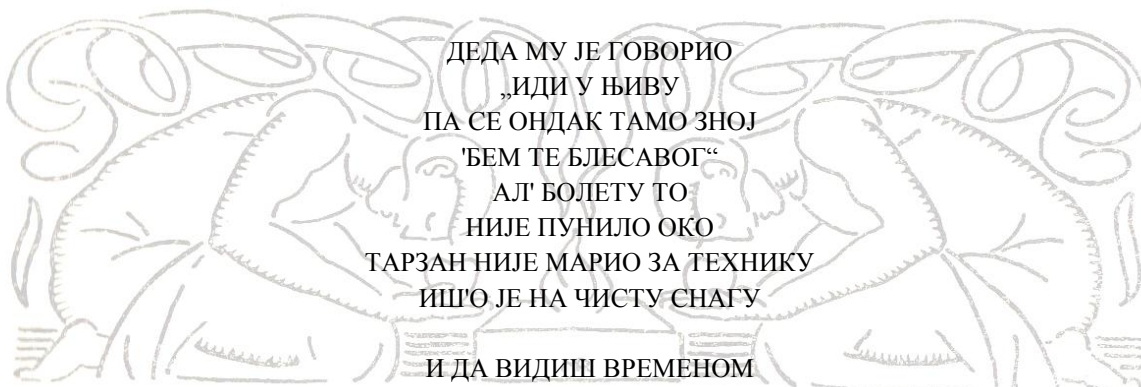 ДЕДА МУ ЈЕ ГОВОРИО
„ИДИ У ЊИВУ
ПА СЕ ОНДАК ТАМО ЗНОЈ
'БЕМ ТЕ БЛЕСАВОГ“
АЛ' БОЛЕТУ ТО
НИЈЕ ПУНИЛО ОКО
ТАРЗАН НИЈЕ МАРИО ЗА ТЕХНИКУ
ИШ'О ЈЕ НА ЧИСТУ СНАГУ
И ДА ВИДИШ ВРЕМЕНОМ